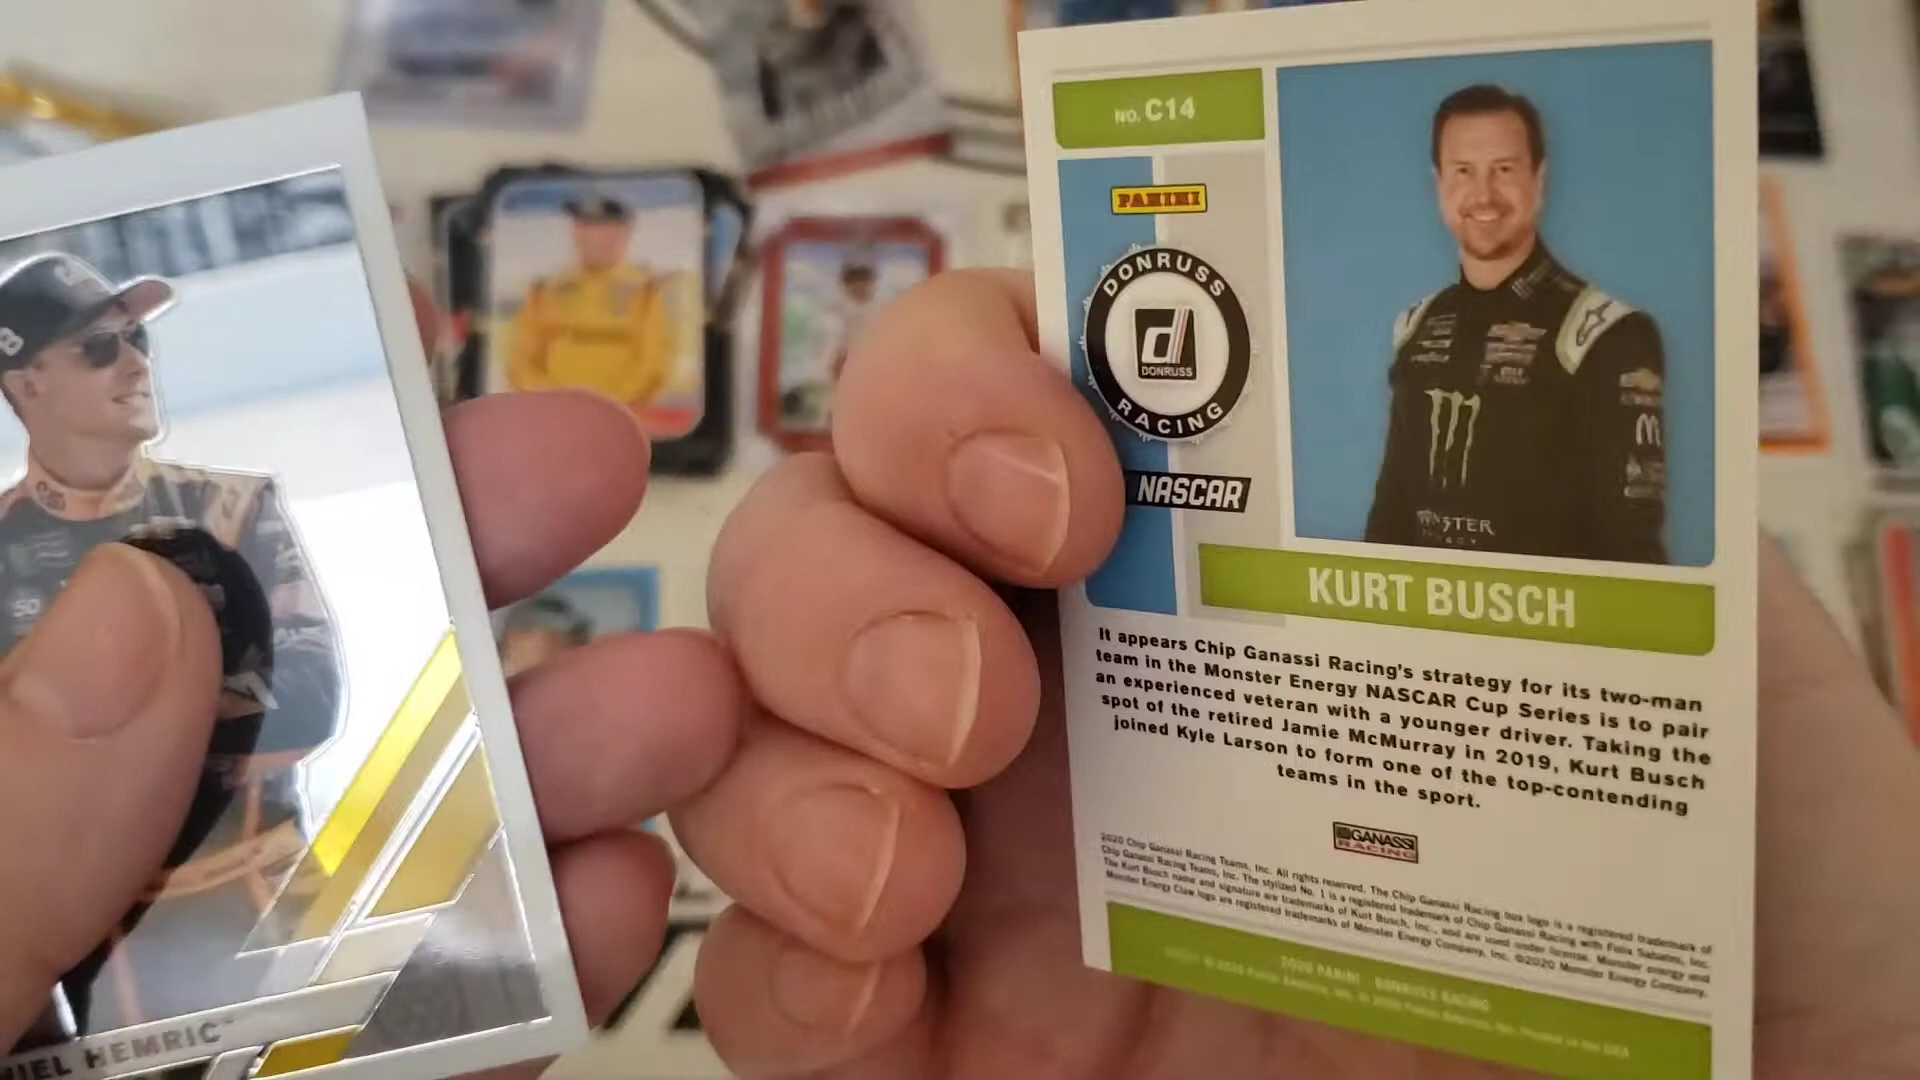 8
50
NIEL HEMRIC
NO. C14
PANINI
DONRUSS
d
DONRUSS
RACING
NASCAR
M
MONSTER
KURT BUSCH
It appears Chip Ganassi Racing's strategy for its two-man
team in the Monster Energy NASCAR Cup Series is to pair
an experienced veteran with a younger driver. Taking the
spot of the retired Jamie McMurray in 2019, Kurt Busch
joined Kyle Larson to form one of the top-contending
teams in the sport.
GANASSI
RACING
2020 Chip Ganassi Racing Teams, Inc. All rights reserved. The Chip Ganassi Racing box logo is a registered trademark of
Chip Ganassi Racing Teams, Inc. The stylized No. 1 is a registered trademark of Chip Ganassi Racing with Felix Sabates, Inc.
The Kurt Busch name and signature are trademarks of Kurt Busch, Inc., and are used under license. Monster energy and
Monster Energy Claw logo are registered trademarks of Monster Energy Company, Inc. ©2020 Monster Energy Company.
2020 PANINI - DONRUSS RACING